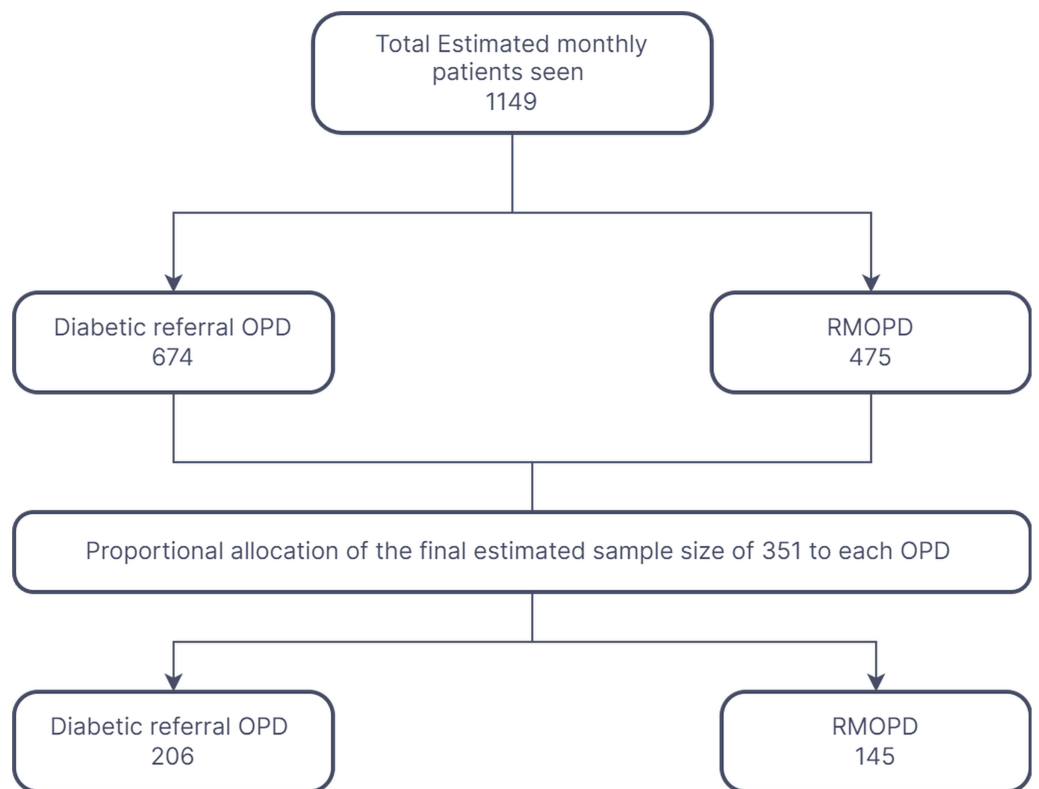 Total Estimated monthly
patients seen
1149
Diabetic referral OPD
674
RMOPD
475
Proportional allocation of the final estimated sample size of 351 to each OPD
Diabetic referral OPD
206
RMOPD
145